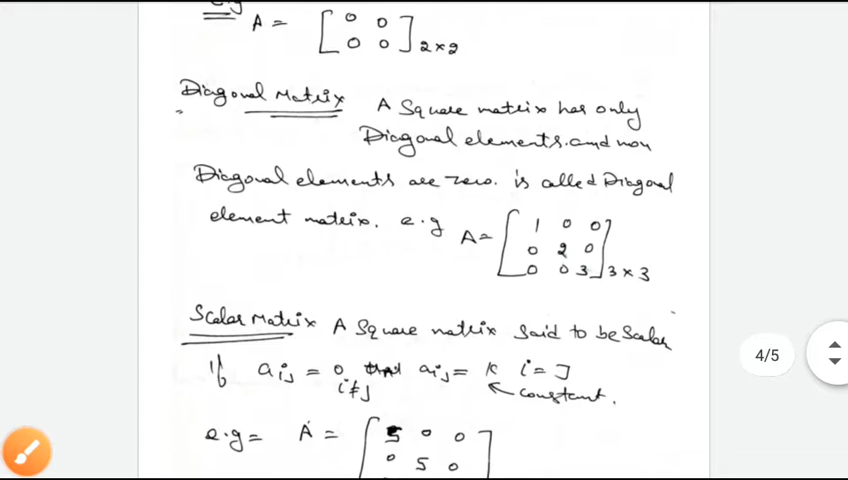 e.g
A = [ 0 0
0 0 ] 2×2
Diagonal Matrix A Square matrix has only
Diagonal elements. and non
Diagonal elements are zero. is called Diagonal
element matrix. e.g A = [ 1 0 0
0 2 0
0 0 3 ] 3×3
Scalar Matrix A Square matrix said to be Scalar
If aij = 0 i≠j aij = K i = J
constant.
e.g = A = [ 5 0 0
0 5 0
4/5